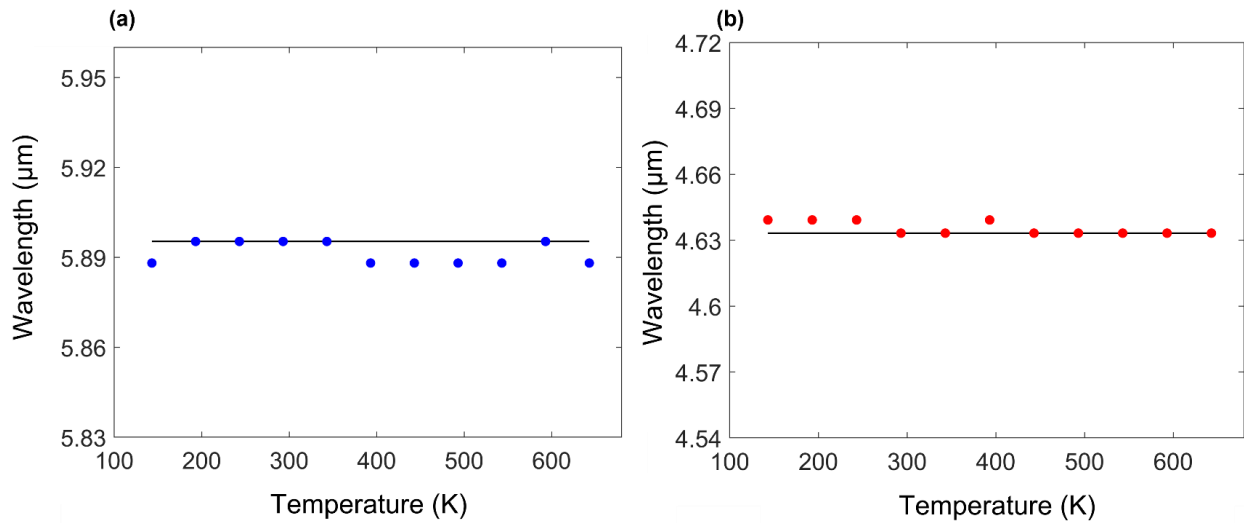 (a)
5.95
5.92
5.89
5.86
5.83
Wavelength (μm)
100 200 300 400 500 600
Temperature (K)
(b)
4.72
4.69
4.66
4.63
4.6
4.57
4.54
Wavelength (μm)
100 200 300 400 500 600
Temperature (K)